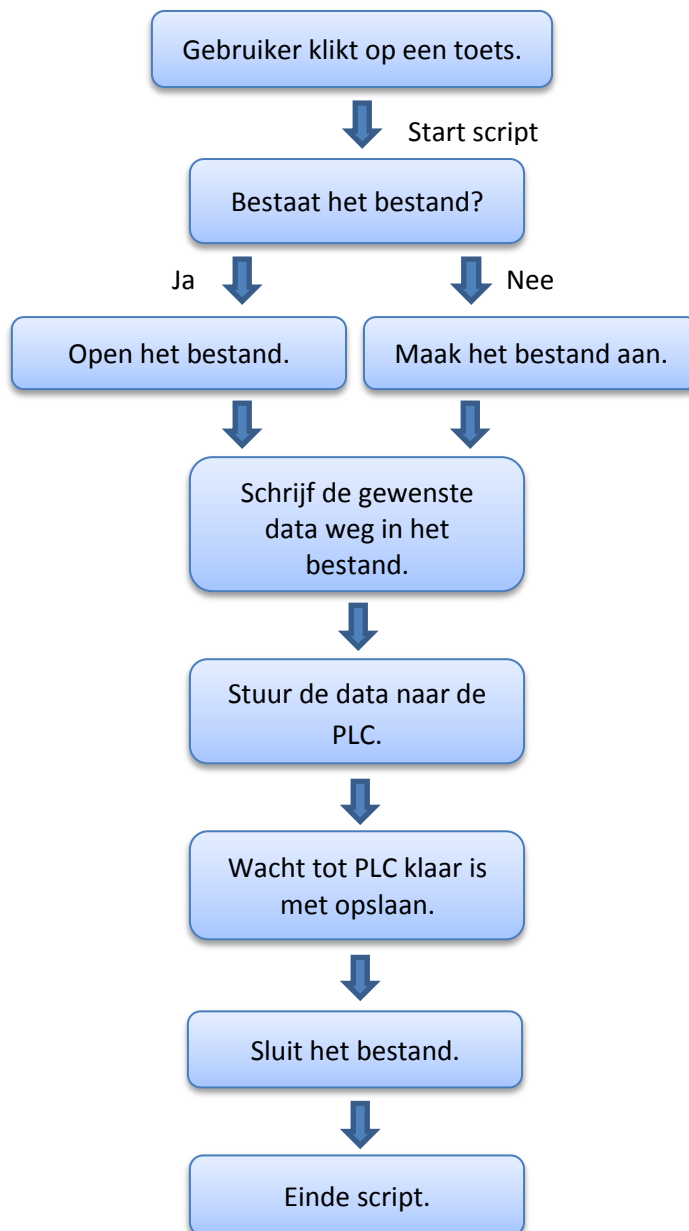 Gebruiker klikt op een toets.
Start script
Bestaat het bestand?
Ja
Nee
Open het bestand.
Maak het bestand aan.
Schrijf de gewenste
data weg in het
bestand.
Stuur de data naar de
PLC.
Wacht tot PLC klaar is
met opslaan.
Sluit het bestand.
Einde script.